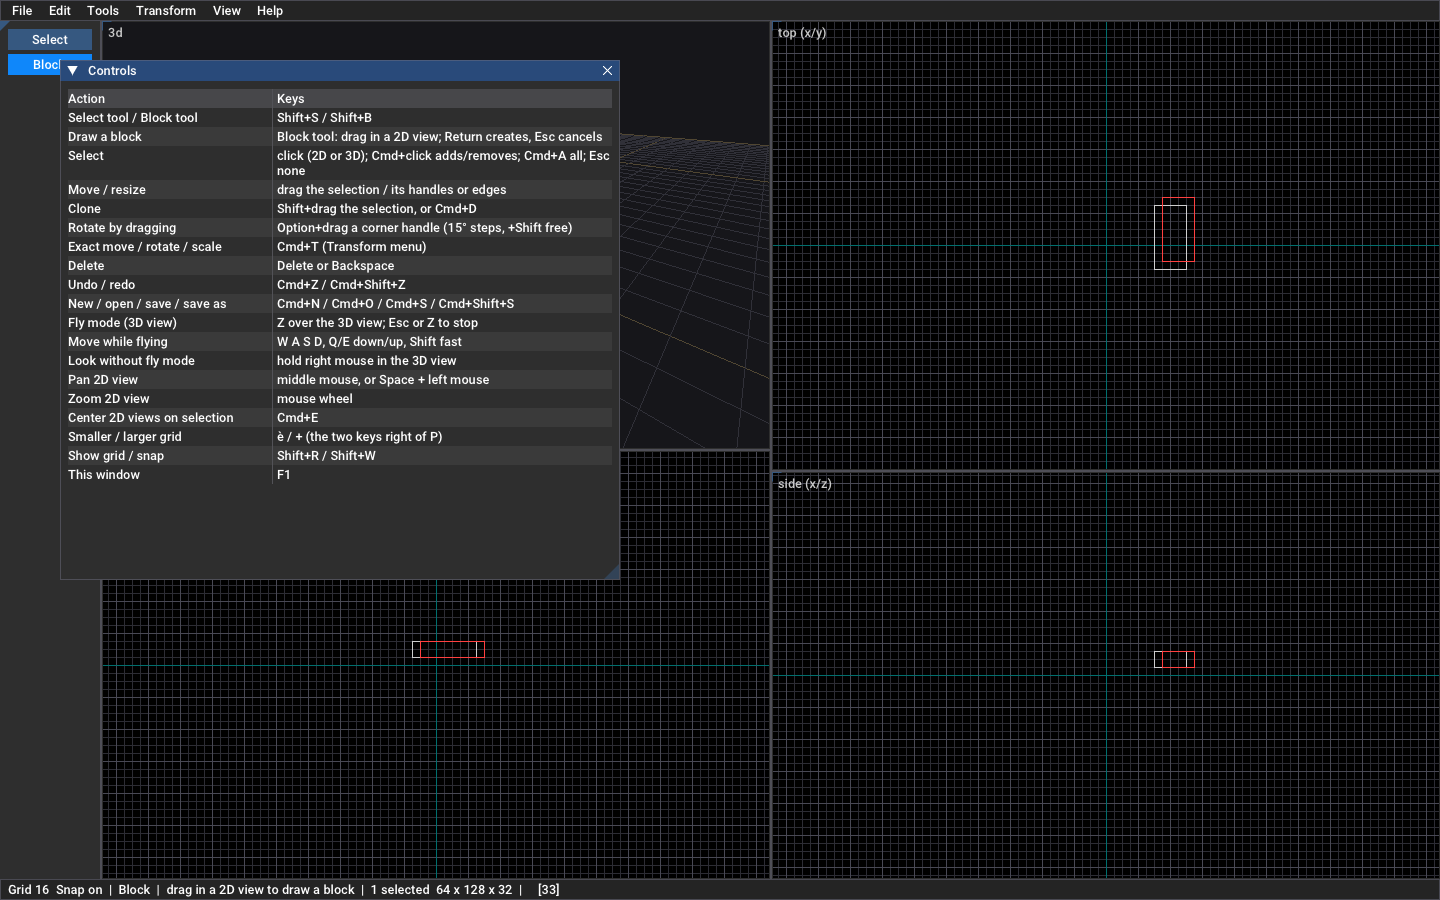 File Edit Tools Transform View Help
Select
3d
top (x/y)
Controls
Action Keys
Select tool / Block tool Shift+S / Shift+B
Draw a block Block tool: drag in a 2D view; Return creates, Esc cancels
Select click (2D or 3D); Cmd+click adds/removes; Cmd+A all; Esc
none
Move / resize drag the selection / its handles or edges
Clone Shift+drag the selection, or Cmd+D
Rotate by dragging Option+drag a corner handle (15° steps, +Shift free)
Exact move / rotate / scale Cmd+T (Transform menu)
Delete Delete or Backspace
Undo / redo Cmd+Z / Cmd+Shift+Z
New / open / save / save as Cmd+N / Cmd+O / Cmd+S / Cmd+Shift+S
Fly mode (3D view) Z over the 3D view; Esc or Z to stop
Move while flying W A S D, Q/E down/up, Shift fast
Look without fly mode hold right mouse in the 3D view
Pan 2D view middle mouse, or Space + left mouse
Zoom 2D view mouse wheel
Center 2D views on selection Cmd+E
Smaller / larger grid è / + (the two keys right of P)
Show grid / snap Shift+R / Shift+W
This window F1
side (x/z)
Grid 16 Snap on | Block | drag in a 2D view to draw a block | 1 selected 64 x 128 x 32 | [33]